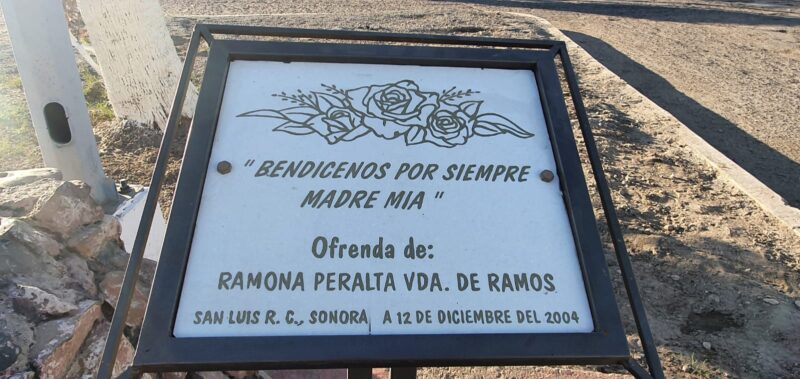 " BENDICENOS POR SIEMPRE
MADRE MIA "
Ofrenda de:
RAMONA PERALTA VDA. DE RAMOS
SAN LUIS R. C., SONORA A 12 DE DICIEMBRE DEL 2004